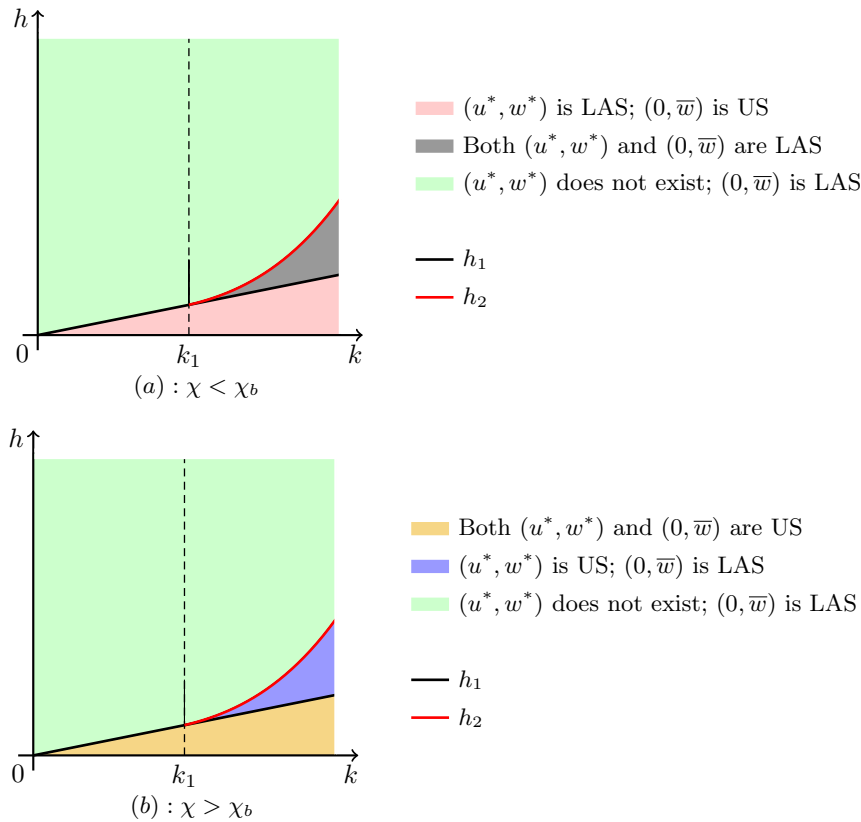 h
(u*, w*) is LAS; (0, w̅) is US
Both (u*, w*) and (0, w̅) are LAS
(u*, w*) does not exist; (0, w̅) is LAS
h₁
h₂
0
k₁
k
(a) : χ < χ_b
h
Both (u*, w*) and (0, w̅) are US
(u*, w*) is US; (0, w̅) is LAS
(u*, w*) does not exist; (0, w̅) is LAS
h₁
h₂
0
k₁
k
(b) : χ > χ_b